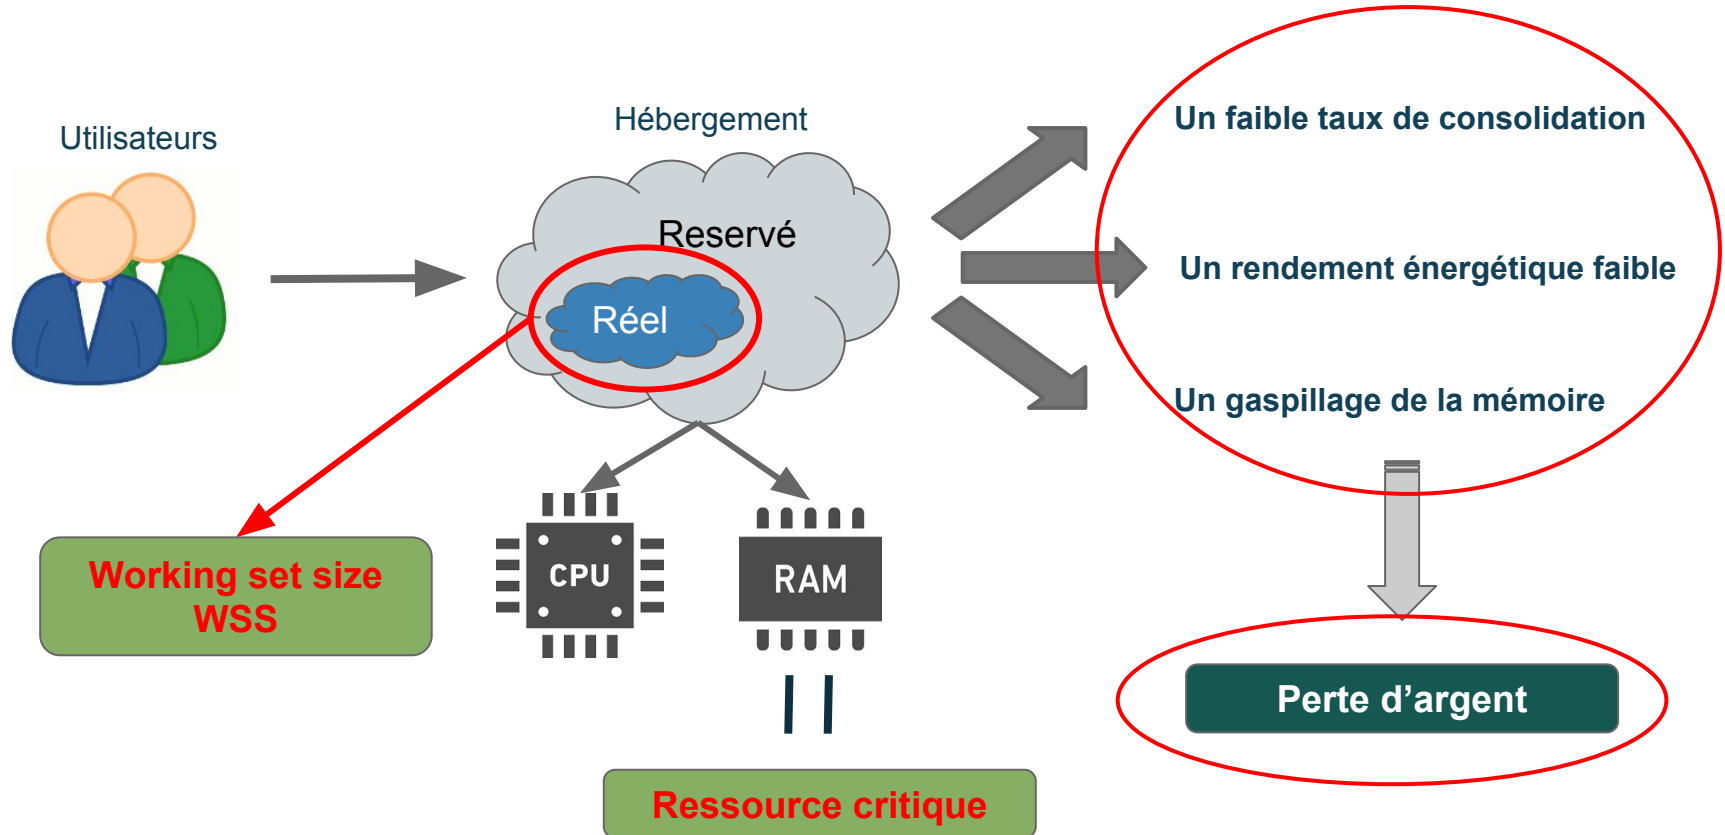 Utilisateurs
Hébergement
Reservé
Réel
Un faible taux de consolidation
Un rendement énergétique faible
Un gaspillage de la mémoire
Working set size
WSS
CPU
RAM
Perte d’argent
Ressource critique